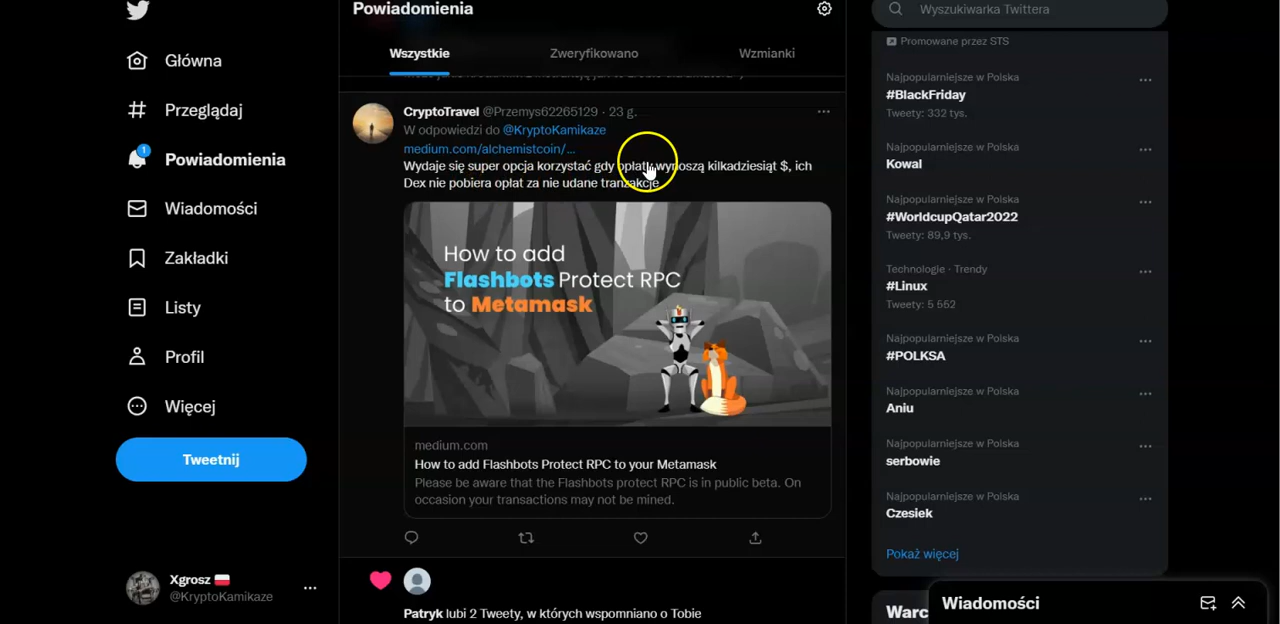 Główna
Przeglądaj
1
Powiadomienia
Wiadomości
Zakładki
Listy
Profil
Więcej
Tweetnij
Xgrosz
@KryptoKamikaze
Powiadomienia
Wszystkie
Zweryfikowano
Wzmianki
CryptoTravel @Przemys62265129 · 23 g.
W odpowiedzi do @KryptoKamikaze
medium.com/alchemistcoin/...
Wydaje się super opcja korzystać gdy opłaty wynoszą kilkadziesiąt $, ich
Dex nie pobiera opłat za nie udane tranzakcje
How to add
Flashbots Protect RPC
to Metamask
medium.com
How to add Flashbots Protect RPC to your Metamask
Please be aware that the Flashbots protect RPC is in public beta. On
occasion your transactions may not be mined.
Patryk lubi 2 Tweety, w których wspomniano o Tobie
Wyszukiwarka Twittera
Promowane przez STS
Najpopularniejsze w Polska
#BlackFriday
Tweety: 332 tys.
Najpopularniejsze w Polska
Kowal
Najpopularniejsze w Polska
#WorldcupQatar2022
Tweety: 89,9 tys.
Technologie · Trendy
#Linux
Tweety: 5 552
Najpopularniejsze w Polska
#POLKSA
Najpopularniejsze w Polska
Aniu
Najpopularniejsze w Polska
serbowie
Najpopularniejsze w Polska
Czesiek
Pokaż więcej
Warc
Wiadomości